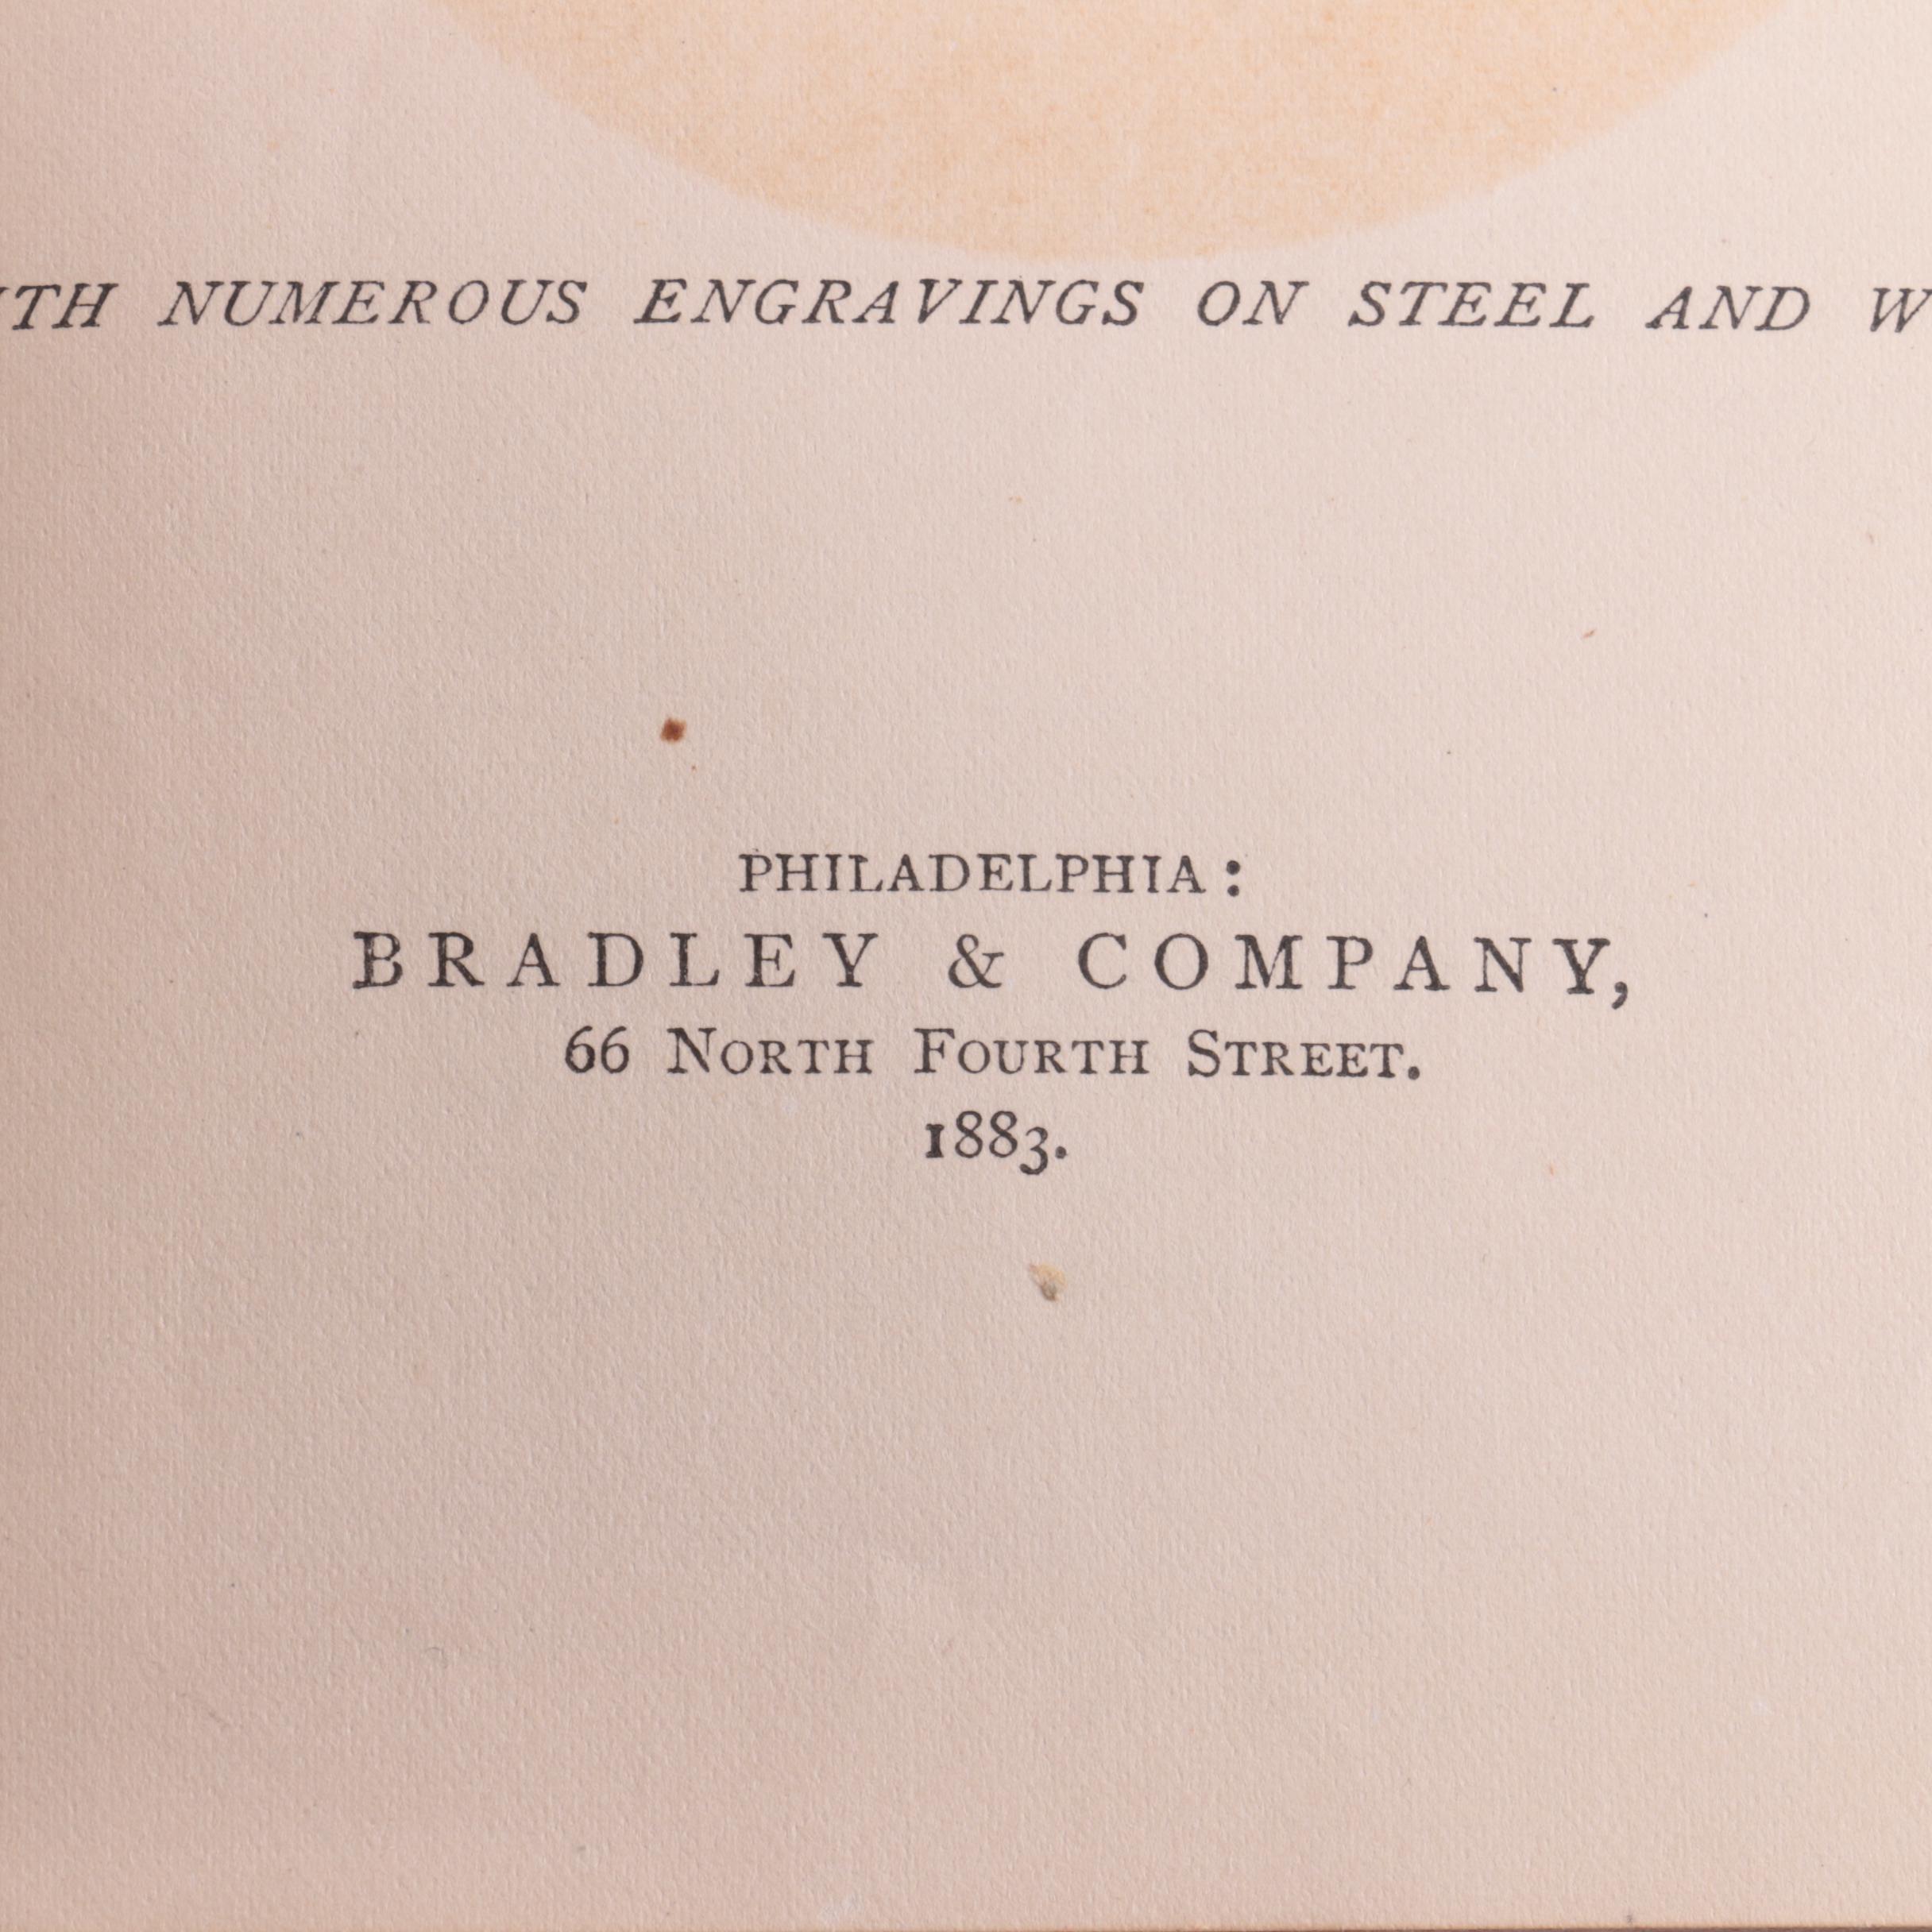 NUMEROUS ENGRAVINGS ON STEEL AND
PHILADELPHIA:
BRADLEY & COMPANY,
66 NORTH FOURTH STREET.
1883.